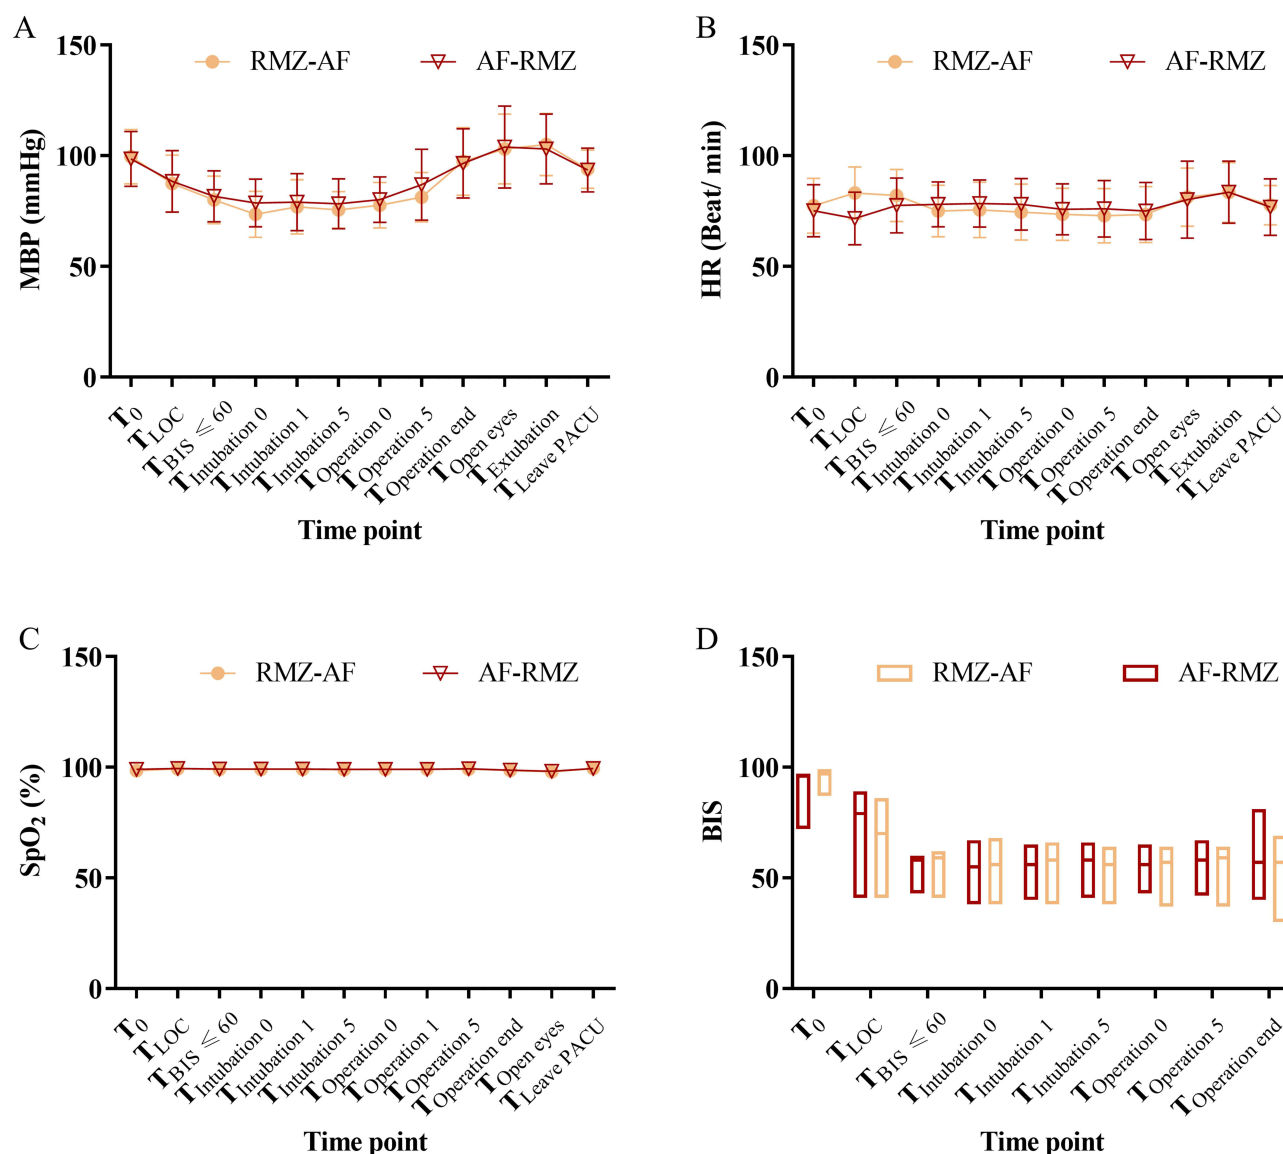 A
RMZ-AF
AF-RMZ
MBP (mmHg)
150
100
50
0
T0
TLOC
TBIS ≤ 60
TIntubation 0
TIntubation 1
TIntubation 5
TOperation 0
TOperation 5
TOperation end
TOpen eyes
TExtubation
TLeave PACU
Time point
B
RMZ-AF
AF-RMZ
HR (Beat/ min)
150
100
50
0
T0
TLOC
TBIS ≤ 60
TIntubation 0
TIntubation 1
TIntubation 5
TOperation 0
TOperation 5
TOperation end
TOpen eyes
TExtubation
TLeave PACU
Time point
C
RMZ-AF
AF-RMZ
SpO2 (%)
150
100
50
0
T0
TLOC
TBIS ≤ 60
TIntubation 0
TIntubation 1
TIntubation 5
TOperation 0
TOperation 1
TOperation 5
TOperation end
TOpen eyes
TLeave PACU
Time point
D
RMZ-AF
AF-RMZ
BIS
150
100
50
0
T0
TLOC
TBIS ≤ 60
TIntubation 0
TIntubation 1
TIntubation 5
TOperation 0
TOperation 5
TOperation end
Time point